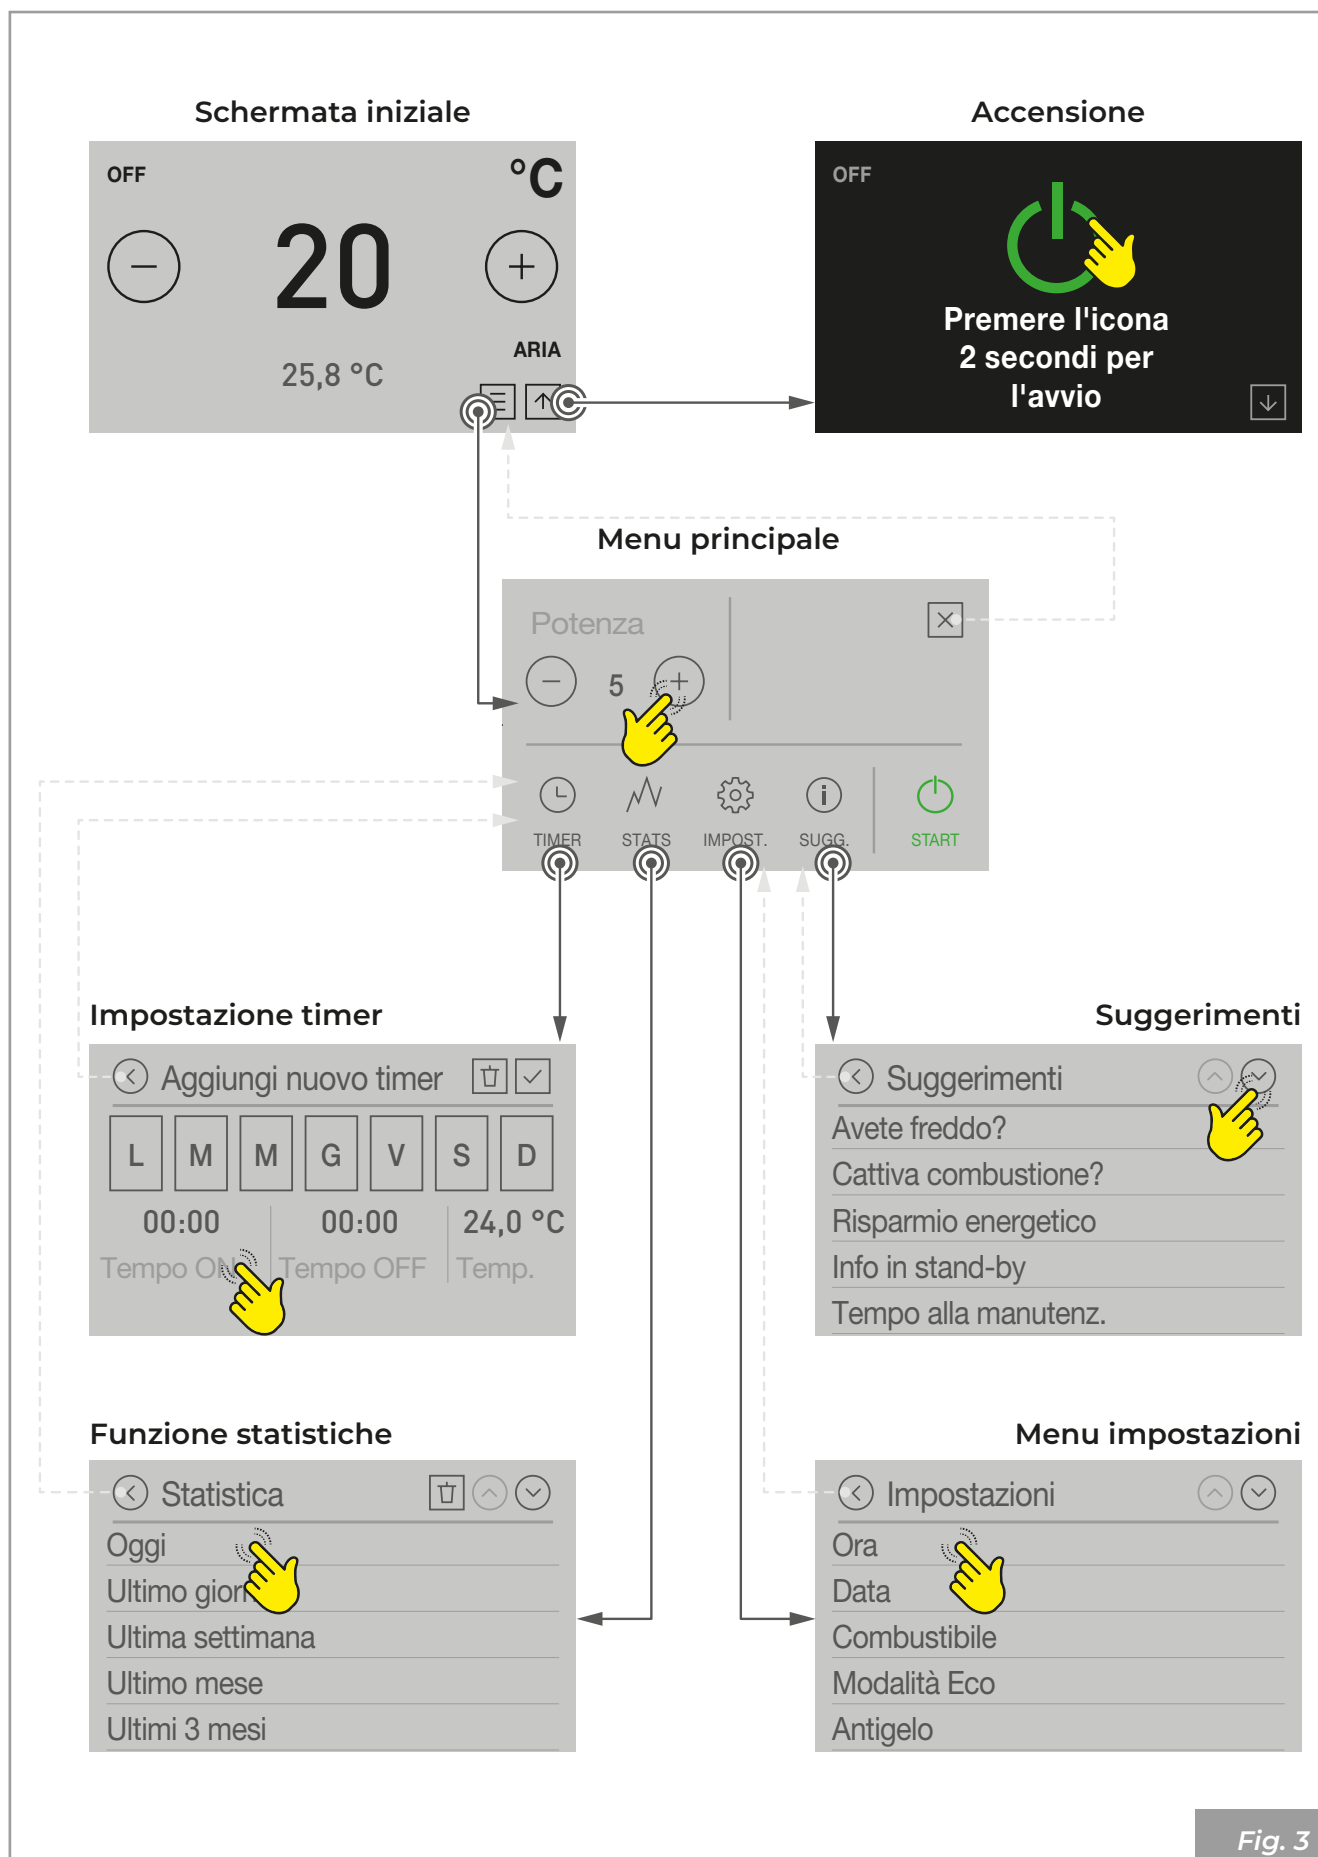 Schermata iniziale
OFF
°C
20
25,8 °C
ARIA
Accensione
OFF
Premere l'icona
2 secondi per
l'avvio
Menu principale
Potenza
5
TIMER STATS IMPOST. SUGG. START
Impostazione timer
Aggiungi nuovo timer
L M M G V S D
00:00 00:00 24,0 °C
Tempo ON Tempo OFF Temp.
Suggerimenti
Suggerimenti
Avete freddo?
Cattiva combustione?
Risparmio energetico
Info in stand-by
Tempo alla manutenz.
Funzione statistiche
Statistica
Oggi
Ultimo
Ultima settimana
Ultimo mese
Ultimi 3 mesi
Menu impostazioni
Impostazioni
Ora
Data
Combustibile
Modalità Eco
Antigelo
Fig. 3